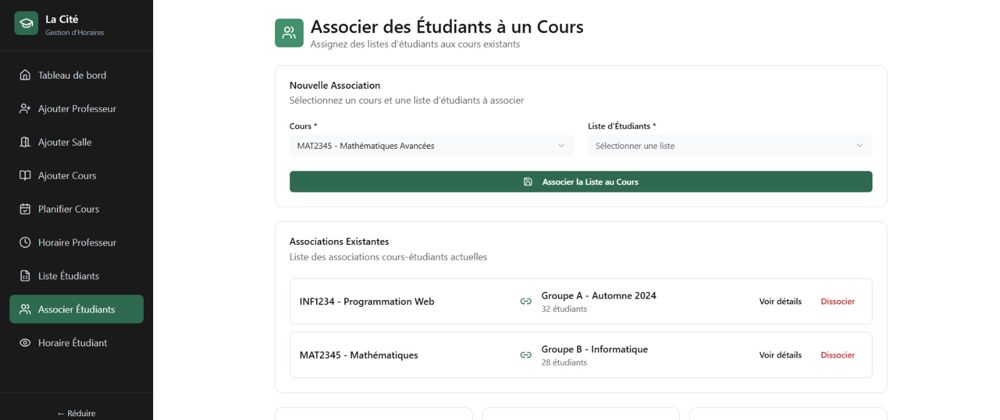 La Cité
Gestion d'Horaires
Tableau de bord
Ajouter Professeur
Ajouter Salle
Ajouter Cours
Planifier Cours
Horaire Professeur
Liste Étudiants
Associer Étudiants
Horaire Étudiant
← Réduire
Associer des Étudiants à un Cours
Assignez des listes d'étudiants aux cours existants
Nouvelle Association
Sélectionnez un cours et une liste d'étudiants à associer
Cours *
Liste d'Étudiants *
MAT2345 - Mathématiques Avancées
Sélectionner une liste
Associer la Liste au Cours
Associations Existantes
Liste des associations cours-étudiants actuelles
INF1234 - Programmation Web
Groupe A - Automne 2024
32 étudiants
Voir détails
Dissocier
MAT2345 - Mathématiques
Groupe B - Informatique
28 étudiants
Voir détails
Dissocier